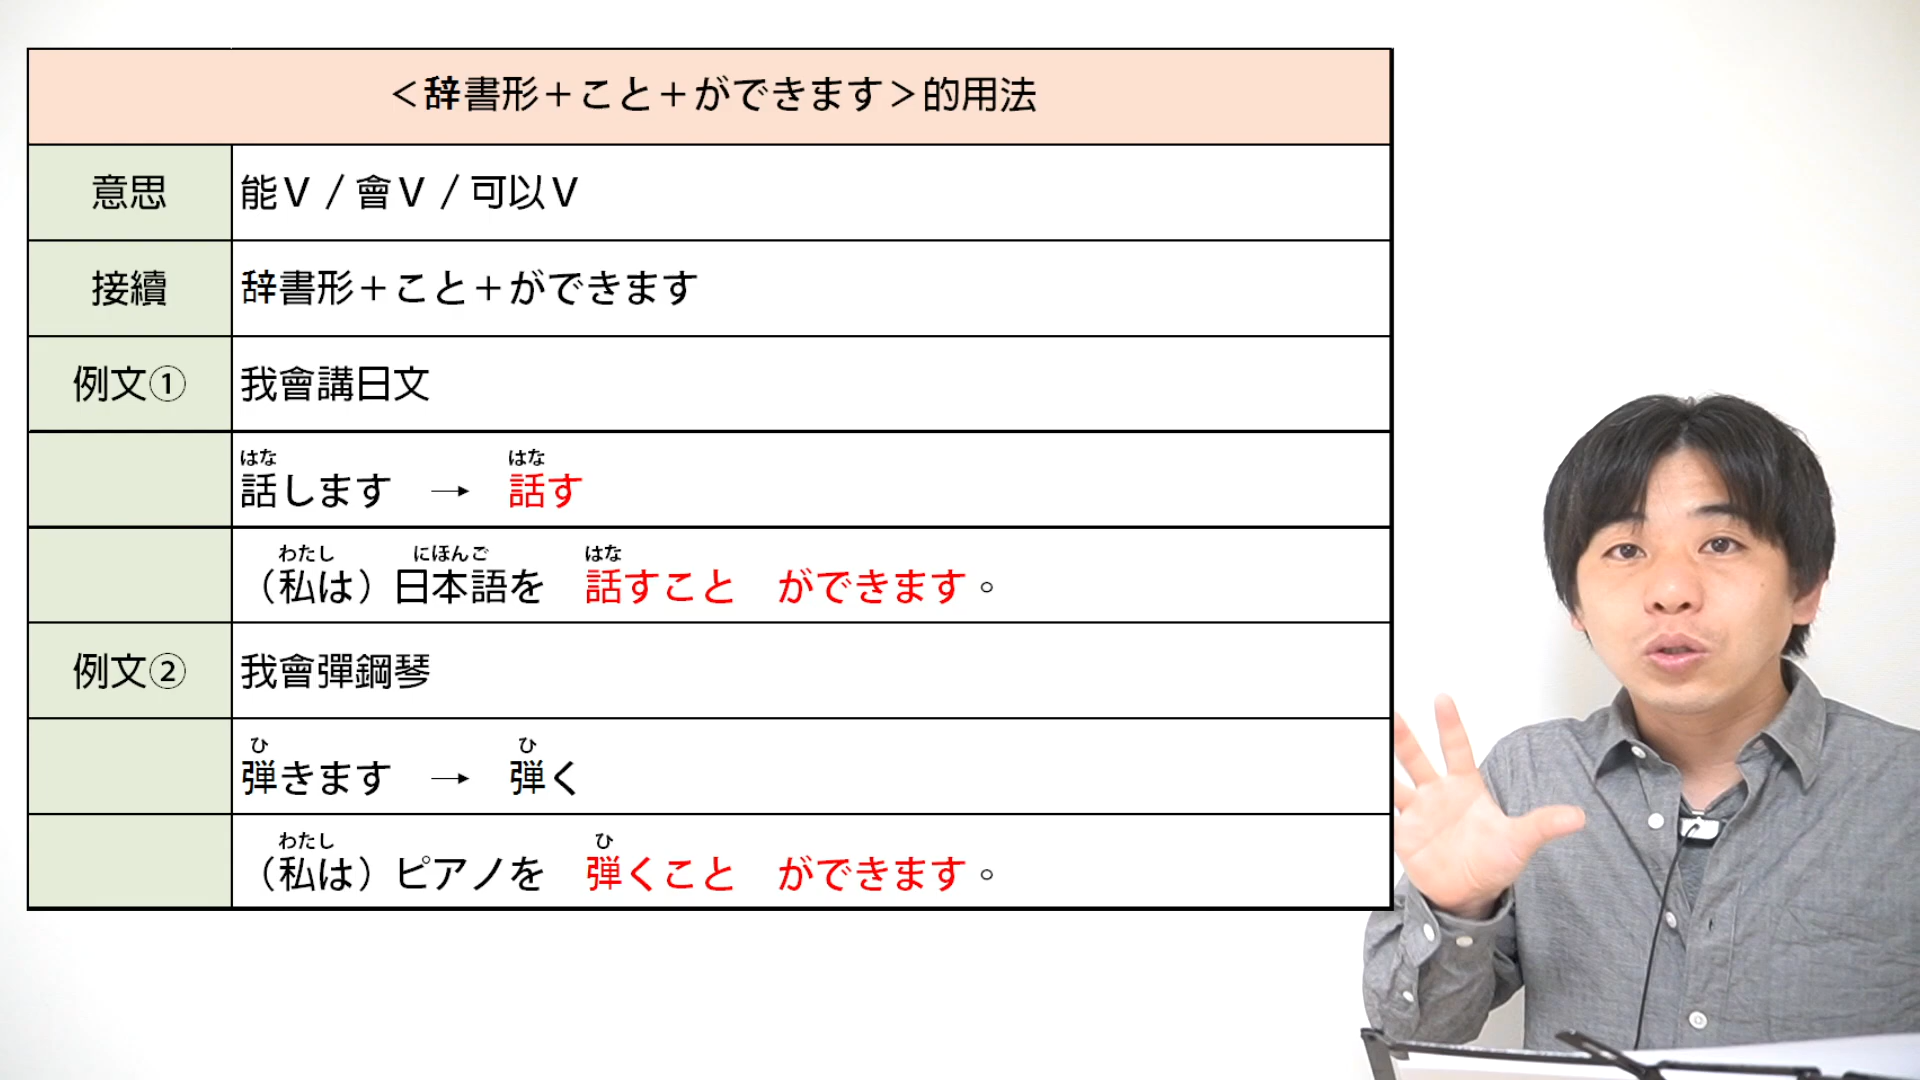 ＜辞書形＋こと＋ができます＞的用法
意思 能Ｖ／會Ｖ／可以Ｖ
接續 辞書形＋こと＋ができます
例文① 我會講日文
はな はな
話します → 話す
わたし にほんご はな
（私は）日本語を 話すこと ができます。
例文② 我會彈鋼琴
ひ ひ
弾きます → 弾く
わたし ひ
（私は）ピアノを 弾くこと ができます。